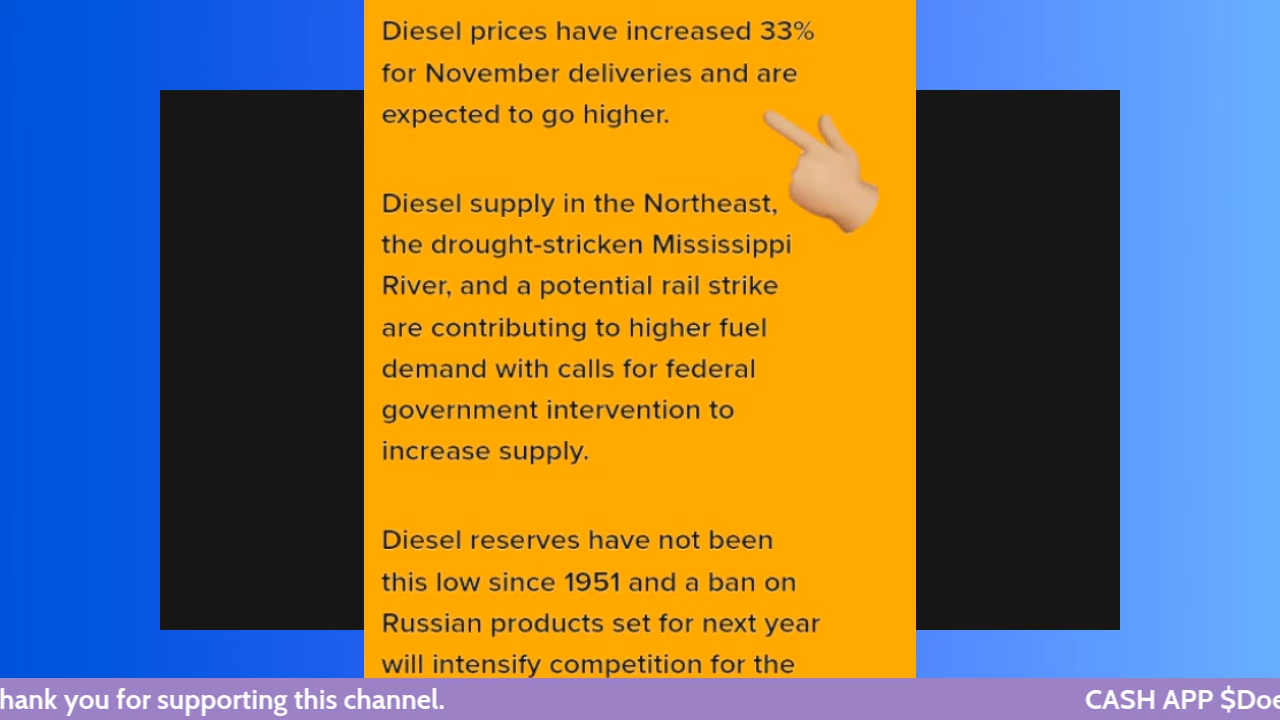 Diesel prices have increased 33%
for November deliveries and are
expected to go higher.
Diesel supply in the Northeast,
the drought-stricken Mississippi
River, and a potential rail strike
are contributing to higher fuel
demand with calls for federal
government intervention to
increase supply.
Diesel reserves have not been
this low since 1951 and a ban on
Russian products set for next year
will intensify competition for the
hank you for supporting this channel.
CASH APP $Doe